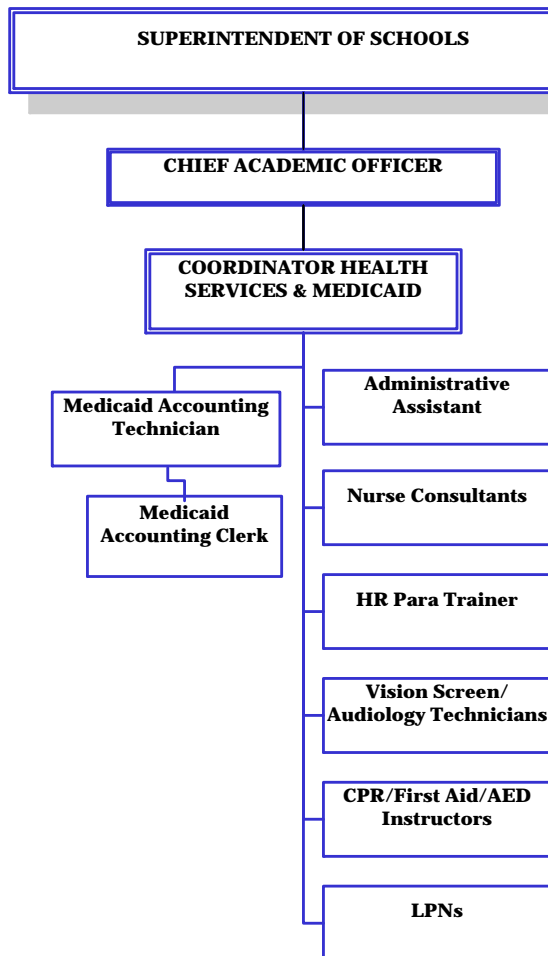 SUPERINTENDENT OF SCHOOLS
CHIEF ACADEMIC OFFICER
COORDINATOR HEALTH
SERVICES & MEDICAID
Medicaid Accounting
Technician
Medicaid
Accounting Clerk
Administrative
Assistant
Nurse Consultants
HR Para Trainer
Vision Screen/
Audiology Technicians
CPR/First Aid/AED
Instructors
LPNs